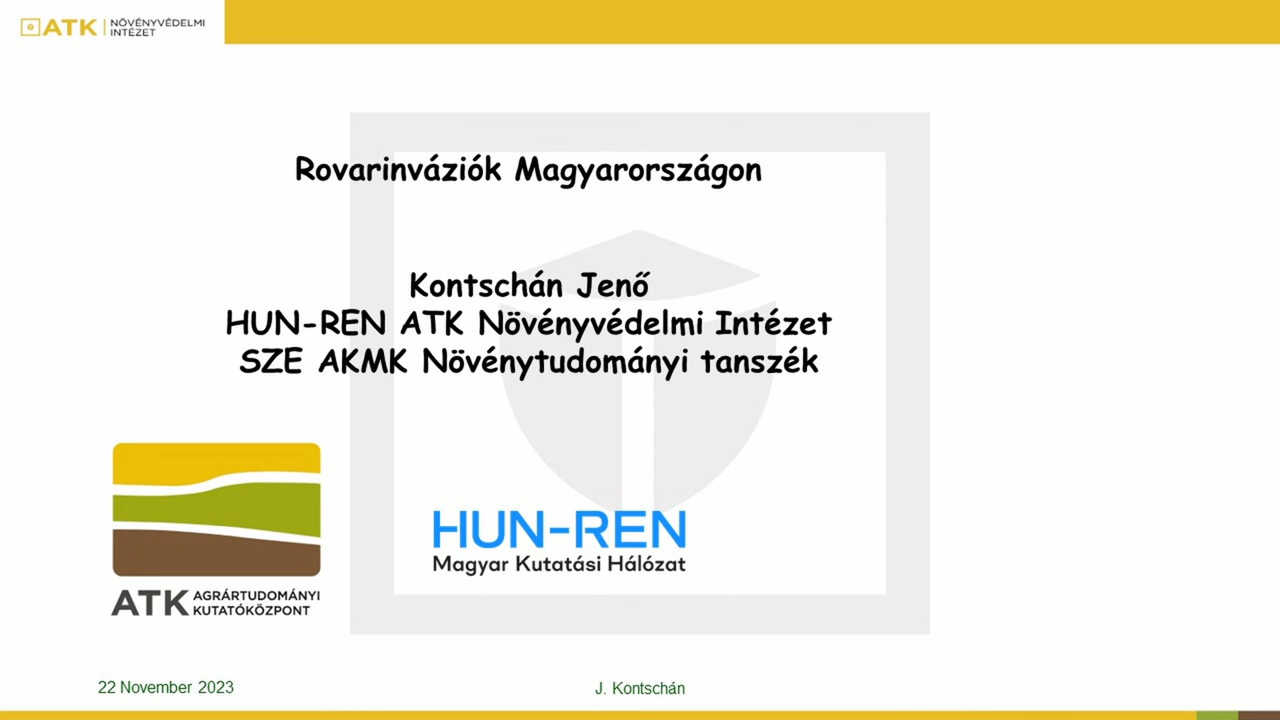 ATK NÖVÉNYVÉDELMI
INTÉZET
Rovarinváziók Magyarországon
Kontschán Jenő
HUN-REN ATK Növényvédelmi Intézet
SZE AKMK Növénytudományi tanszék
ATK AGRÁRTUDOMÁNYI
KUTATÓKÖZPONT
HUN-REN
Magyar Kutatási Hálózat
22 November 2023
J. Kontschán